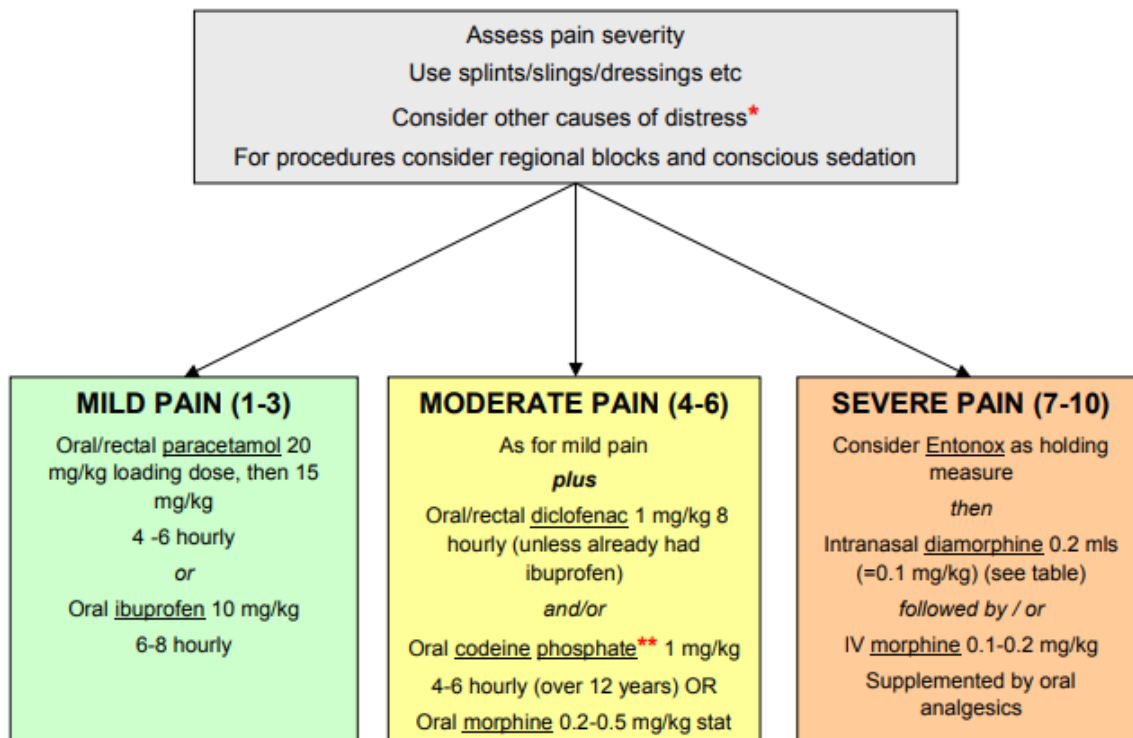 Assess pain severity
Use splints/slings/dressings etc
Consider other causes of distress*
For procedures consider regional blocks and conscious sedation
MILD PAIN (1-3)
Oral/rectal paracetamol 20
mg/kg loading dose, then 15
mg/kg
4 -6 hourly
or
Oral ibuprofen 10 mg/kg
6-8 hourly
MODERATE PAIN (4-6)
As for mild pain
plus
Oral/rectal diclofenac 1 mg/kg 8
hourly (unless already had
ibuprofen)
and/or
Oral codeine phosphate** 1 mg/kg
4-6 hourly (over 12 years) OR
Oral morphine 0.2-0.5 mg/kg stat
SEVERE PAIN (7-10)
Consider Entonox as holding
measure
then
Intranasal diamorphine 0.2 mls
(=0.1 mg/kg) (see table)
followed by / or
IV morphine 0.1-0.2 mg/kg
Supplemented by oral
analgesics